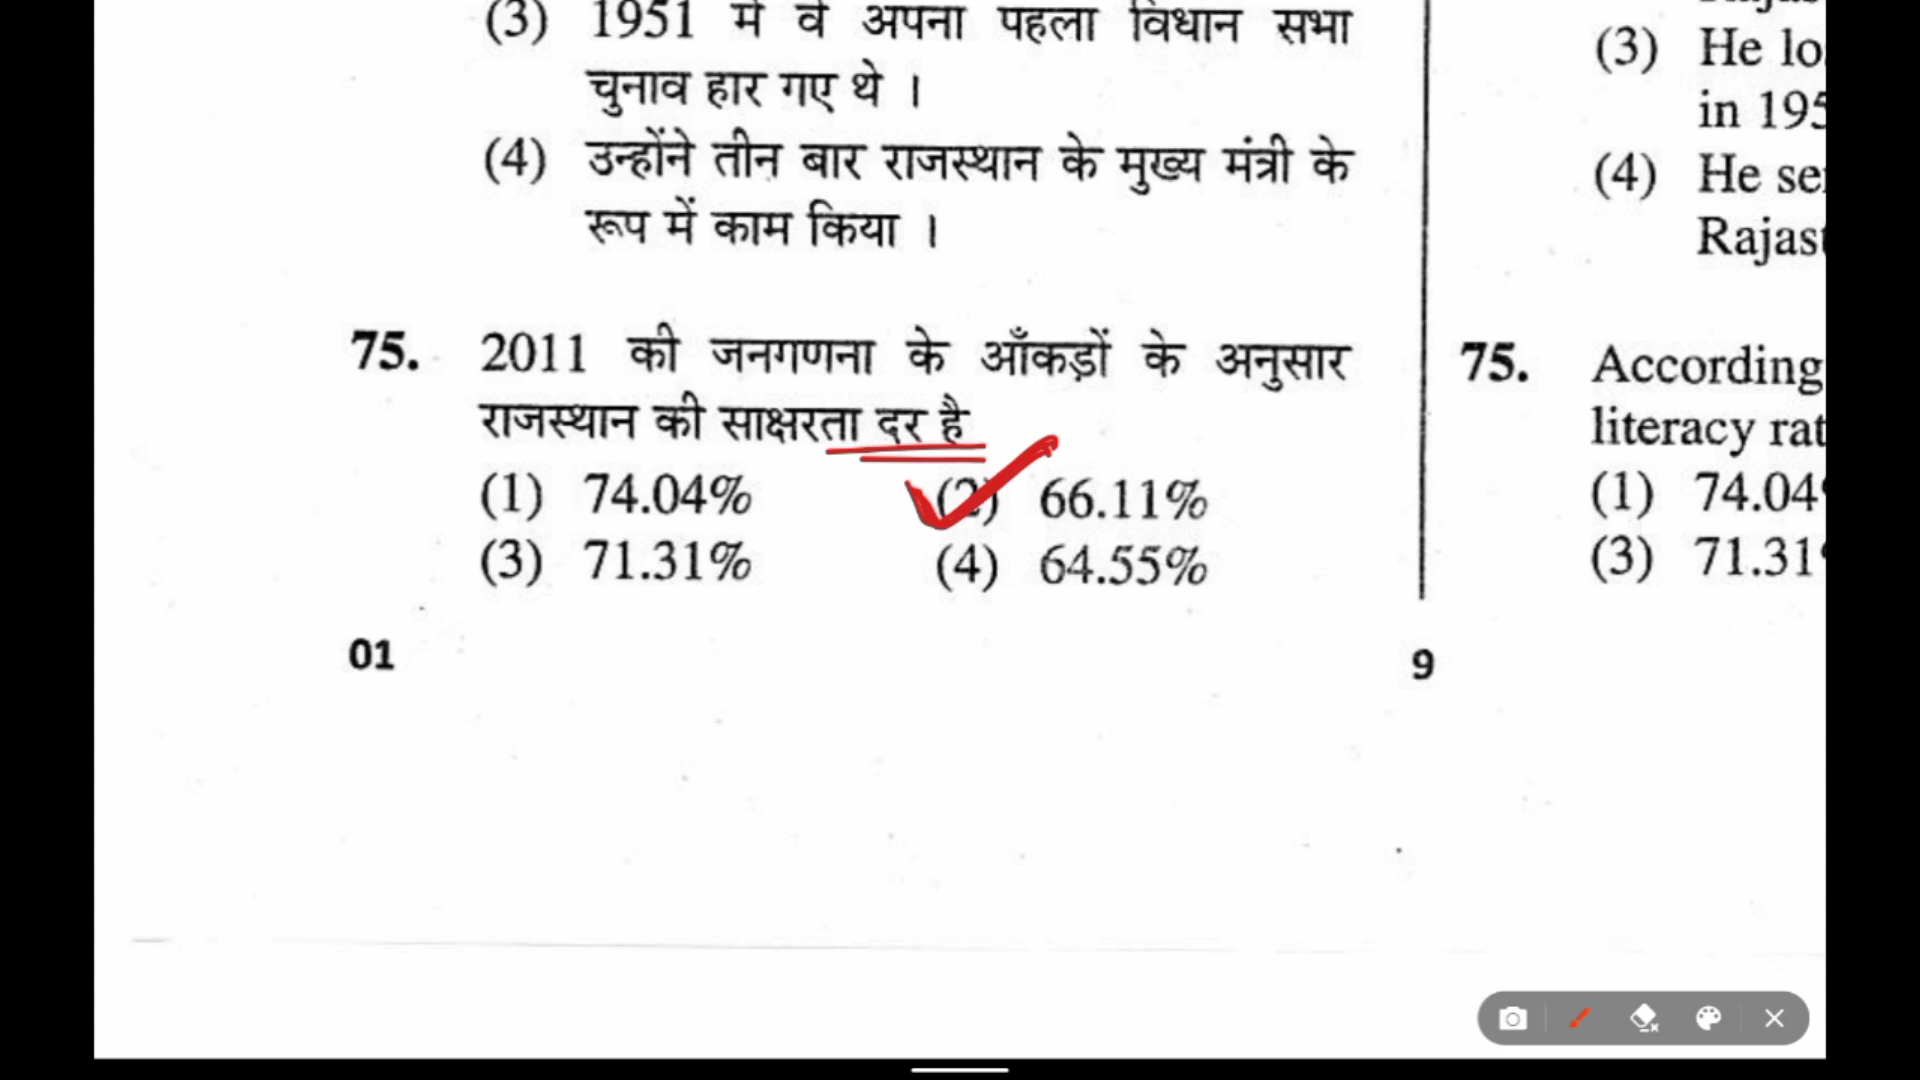 (3) 1951 में वे अपना पहला विधान सभा
चुनाव हार गए थे ।
(4) उन्होंने तीन बार राजस्थान के मुख्य मंत्री के
रूप में काम किया ।
75. 2011 की जनगणना के आँकड़ों के अनुसार
राजस्थान की साक्षरता दर है
(1) 74.04% (2) 66.11%
(3) 71.31% (4) 64.55%
01
9
(3) He lo
in 195
(4) He se
Rajast
75. According
literacy rat
(1) 74.04
(3) 71.31